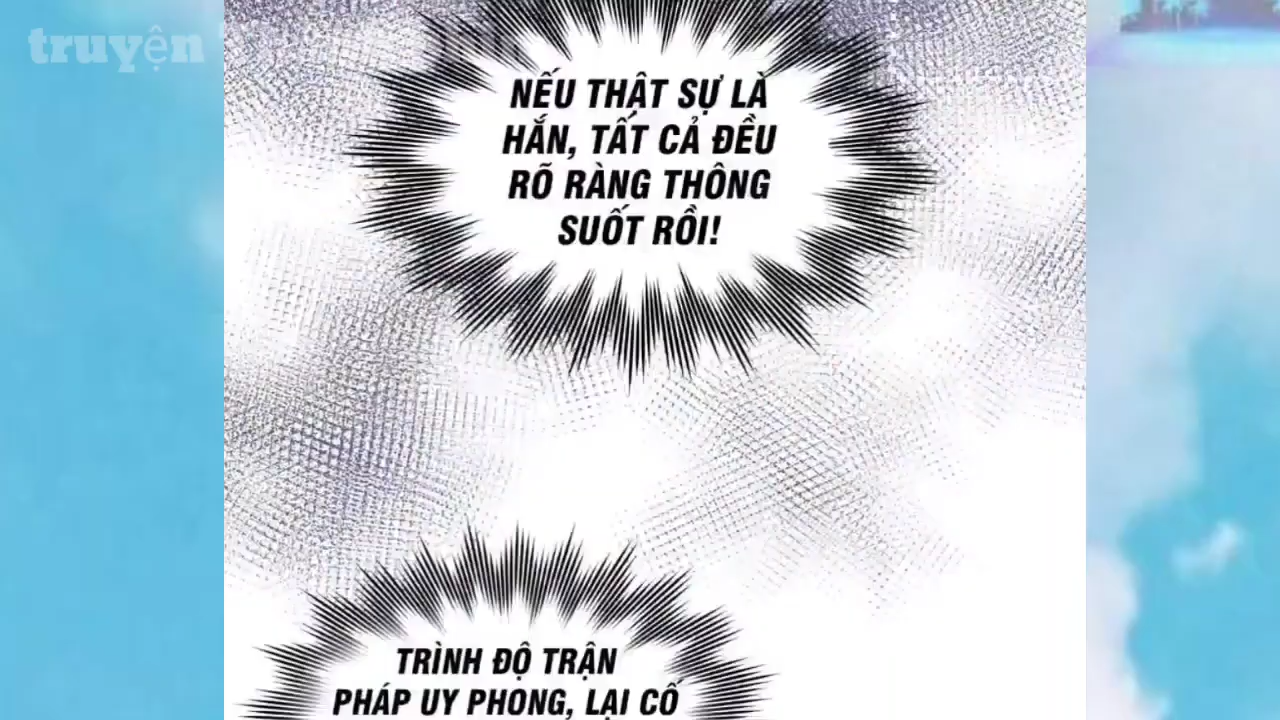 truyện
NẾU THẬT SỰ LÀ
HẮN, TẤT CẢ ĐỀU
RÕ RÀNG THÔNG
SUỐT RỒI!
TRÌNH ĐỘ TRẬN
PHÁP UY PHONG, LẠI CỐ